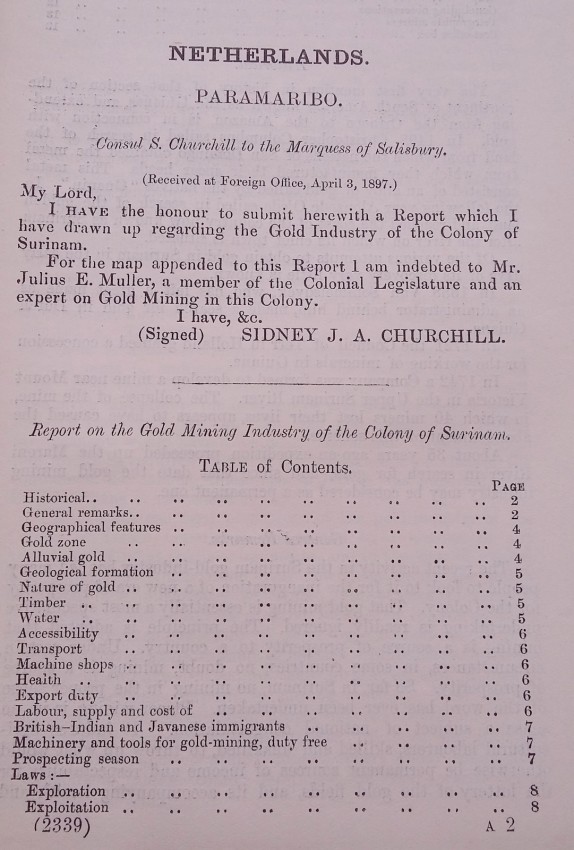 NETHERLANDS.
PARAMARIBO.
Consul S. Churchill to the Marquess of Salisbury.
(Received at Foreign Office, April 3, 1897.)
My Lord,
I HAVE the honour to submit herewith a Report which I
have drawn up regarding the Gold Industry of the Colony of
Surinam.
For the map appended to this Report I am indebted to Mr.
Julius E. Muller, a member of the Colonial Legislature and an
expert on Gold Mining in this Colony.
I have, &c.
(Signed) SIDNEY J. A. CHURCHILL.
Report on the Gold Mining Industry of the Colony of Surinam.
TABLE of Contents.
PAGE
Historical.. .. .. .. .. .. .. .. .. .. 2
General remarks.. .. .. .. .. .. .. .. .. 2
Geographical features .. .. .. .. .. .. .. .. 4
Gold zone .. .. .. .. .. .. .. .. .. 4
Alluvial gold .. .. .. .. .. .. .. .. .. 4
Geological formation .. .. .. .. .. .. .. .. 5
Nature of gold .. .. .. .. .. .. .. .. .. 5
Timber .. .. .. .. .. .. .. .. .. .. 5
Water .. .. .. .. .. .. .. .. .. .. 5
Accessibility .. .. .. .. .. .. .. .. .. 6
Transport .. .. .. .. .. .. .. .. .. 6
Machine shops .. .. .. .. .. .. .. .. .. 6
Health .. .. .. .. .. .. .. .. .. .. 6
Export duty .. .. .. .. .. .. .. .. .. 6
Labour, supply and cost of .. .. .. .. .. .. .. 6
British-Indian and Javanese immigrants .. .. .. .. .. 7
Machinery and tools for gold-mining, duty free .. .. .. .. 7
Prospecting season .. .. .. .. .. .. .. .. 7
Laws :—
Exploration .. .. .. .. .. .. .. .. .. 8
Exploitation .. .. .. .. .. .. .. .. .. 8
(2339) A 2